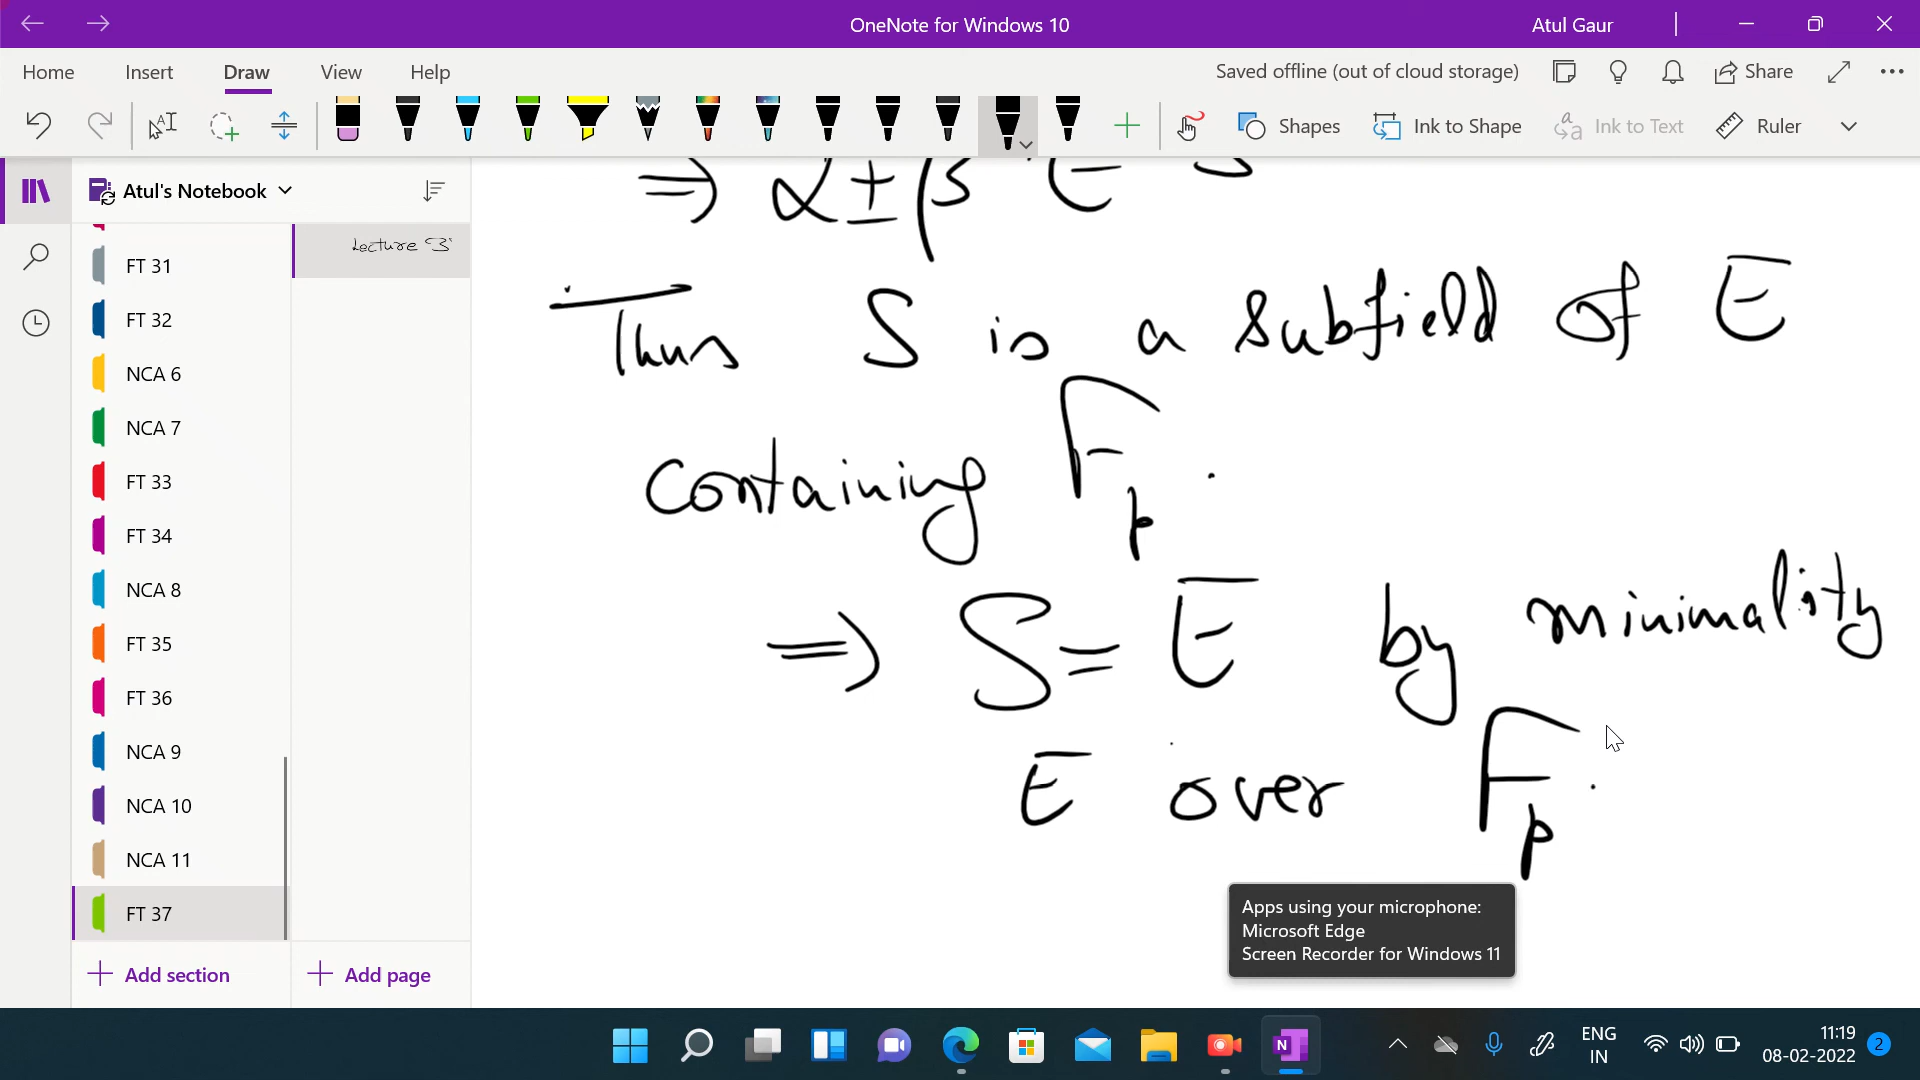 OneNote for Windows 10
Atul Gaur
Home Insert Draw View Help
Saved offline (out of cloud storage)
Share
Shapes
Ink to Shape
Ink to Text
Ruler
Atul's Notebook
FT 31
FT 32
NCA 6
NCA 7
FT 33
FT 34
NCA 8
FT 35
FT 36
NCA 9
NCA 10
NCA 11
FT 37
Add section
Lecture 3
Add page
⇒ α ± β ∈ S
Thus S is a subfield of E
containing F_p.
⇒ S = E by minimality
E over F_p.
Apps using your microphone:
Microsoft Edge
Screen Recorder for Windows 11
ENG
IN
11:19
08-02-2022
2